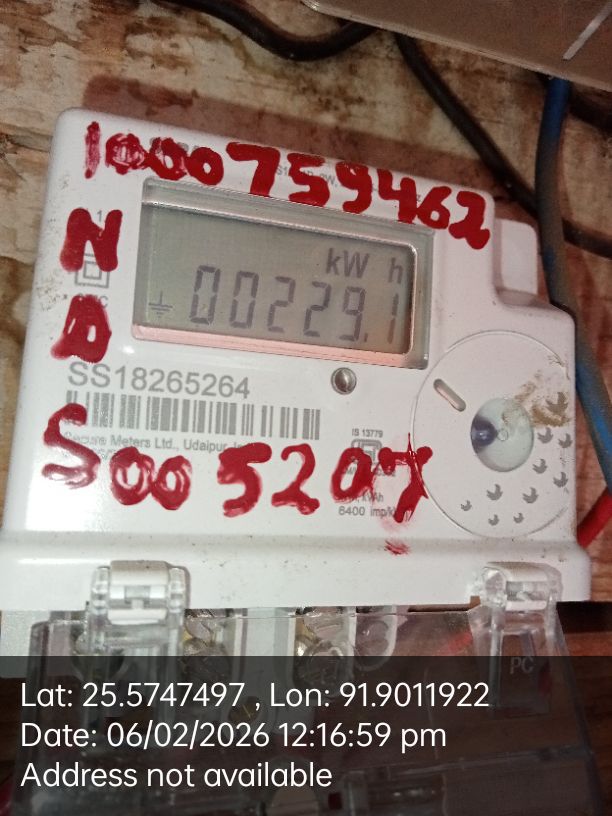 1000759462
N
kW h
00229.1
D
SS18265264
Secure Meters Ltd., Udaipur,
IS 13779
S005207
6400 imp/k
PC
Lat: 25.5747497 , Lon: 91.9011922
Date: 06/02/2026 12:16:59 pm
Address not available